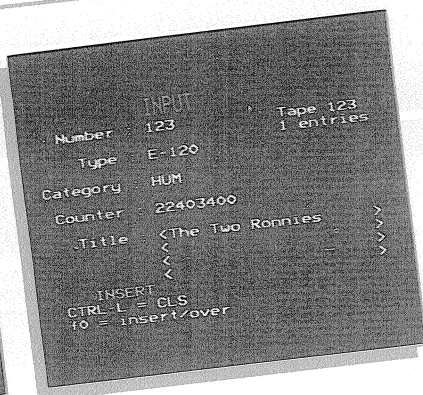 INPUT
Number : 123
Tape 123
1 entries
Type : E-120
Category : HUM
Counter : 22403400
Title : <The Two Ronnies >
< >
< >
INSERT
CTRL-L = CLS
f0 = insert/over